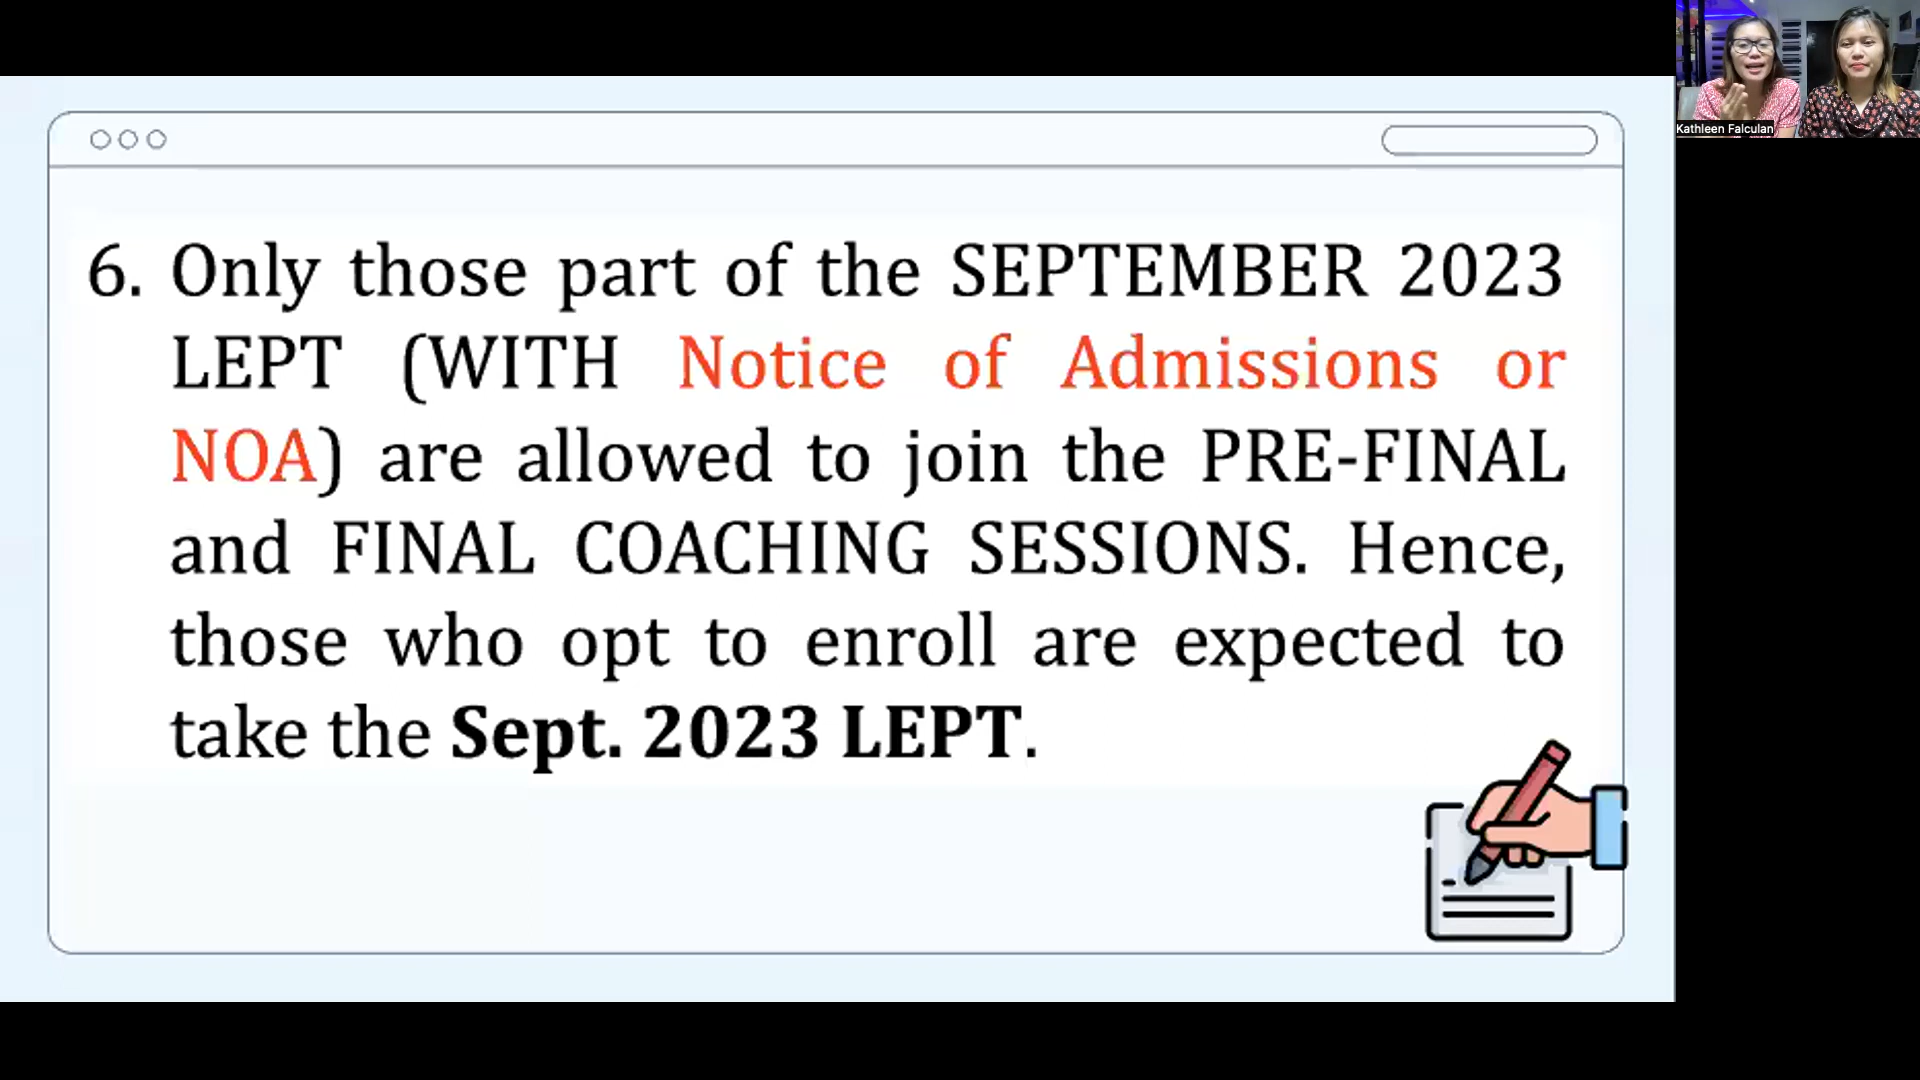 6. Only those part of the SEPTEMBER 2023
LEPT (WITH Notice of Admissions or
NOA) are allowed to join the PRE-FINAL
and FINAL COACHING SESSIONS. Hence,
those who opt to enroll are expected to
take the Sept. 2023 LEPT.
Kathleen Falculan